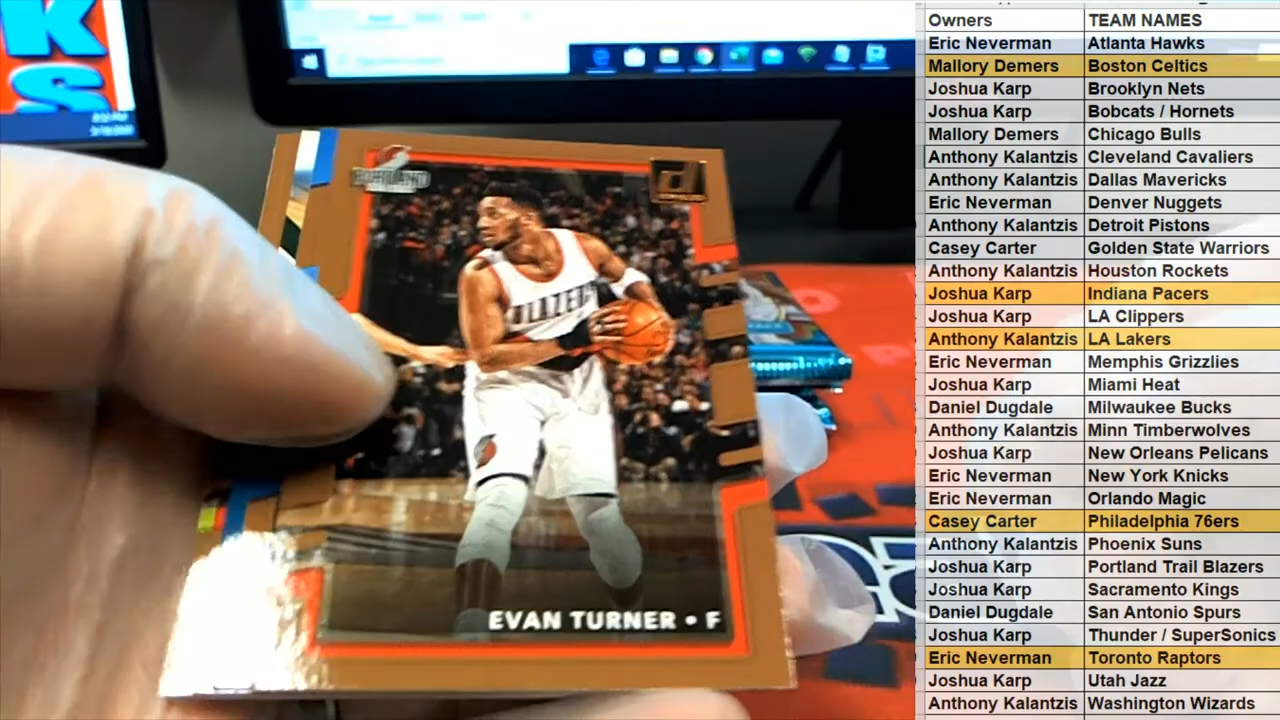 KS
PORTLAND
BLAZERS
EVAN TURNER • F
Owners TEAM NAMES
Eric Neverman Atlanta Hawks
Mallory Demers Boston Celtics
Joshua Karp Brooklyn Nets
Joshua Karp Bobcats / Hornets
Mallory Demers Chicago Bulls
Anthony Kalantzis Cleveland Cavaliers
Anthony Kalantzis Dallas Mavericks
Eric Neverman Denver Nuggets
Anthony Kalantzis Detroit Pistons
Casey Carter Golden State Warriors
Anthony Kalantzis Houston Rockets
Joshua Karp Indiana Pacers
Joshua Karp LA Clippers
Anthony Kalantzis LA Lakers
Eric Neverman Memphis Grizzlies
Joshua Karp Miami Heat
Daniel Dugdale Milwaukee Bucks
Anthony Kalantzis Minn Timberwolves
Joshua Karp New Orleans Pelicans
Eric Neverman New York Knicks
Eric Neverman Orlando Magic
Casey Carter Philadelphia 76ers
Anthony Kalantzis Phoenix Suns
Joshua Karp Portland Trail Blazers
Joshua Karp Sacramento Kings
Daniel Dugdale San Antonio Spurs
Joshua Karp Thunder / SuperSonics
Eric Neverman Toronto Raptors
Joshua Karp Utah Jazz
Anthony Kalantzis Washington Wizards